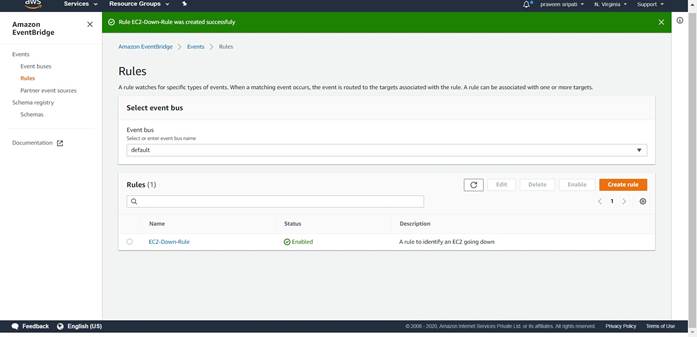 aws
Services
Resource Groups
praveen sripati
N. Virginia
Support
Amazon
EventBridge
Events
Event buses
Rules
Partner event sources
Schema registry
Schemas
Documentation
Rule EC2-Down-Rule was created successfuly
Amazon EventBridge
Events
Rules
Rules
A rule watches for specific types of events. When a matching event occurs, the event is routed to the targets associated with the rule. A rule can be associated with one or more targets.
Select event bus
Event bus
Select or enter event bus name
default
Rules (1)
Edit
Delete
Enable
Create rule
1
Name
Status
Description
EC2-Down-Rule
Enabled
A rule to identify an EC2 going down
Feedback
English (US)
© 2008 - 2020, Amazon Internet Services Private Ltd. or its affiliates. All rights reserved.
Privacy Policy
Terms of Use